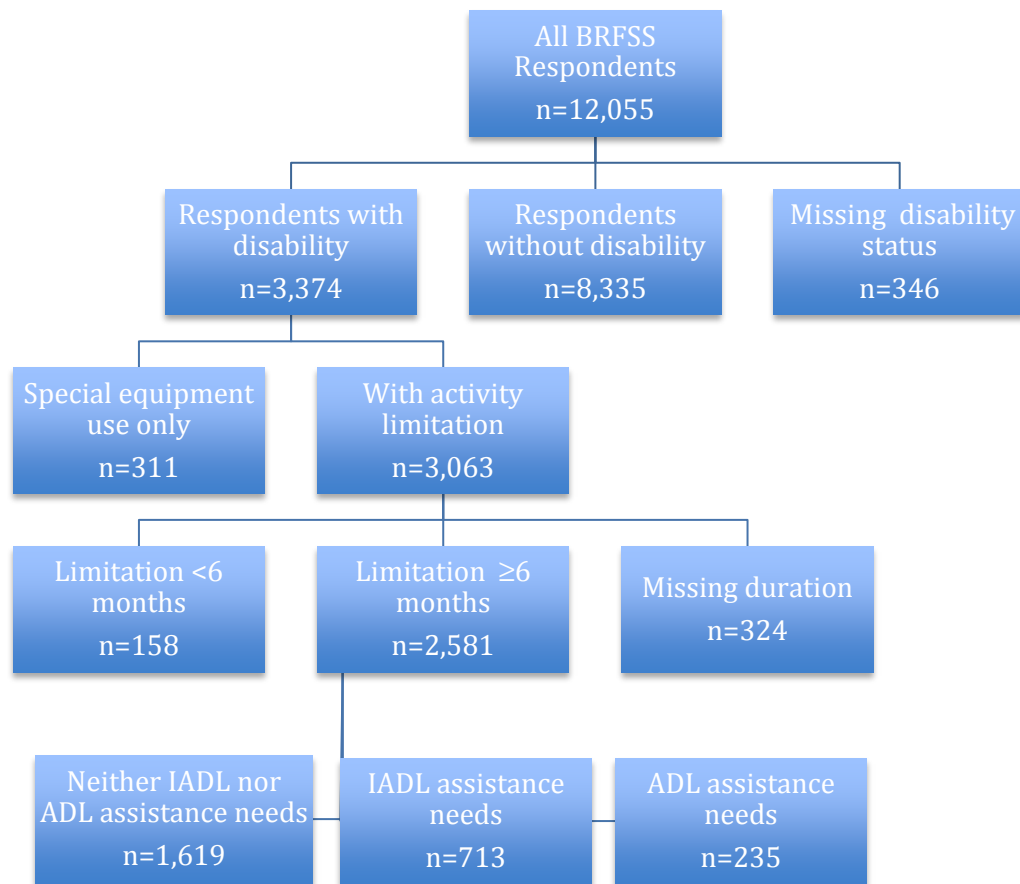 All BRFSS
Respondents
n=12,055
Respondents with
disability
n=3,374
Respondents
without disability
n=8,335
Missing disability
status
n=346
Special equipment
use only
n=311
With activity
limitation
n=3,063
Limitation <6
months
n=158
Limitation ≥6
months
n=2,581
Missing duration
n=324
Neither IADL nor
ADL assistance needs
n=1,619
IADL assistance
needs
n=713
ADL assistance
needs
n=235